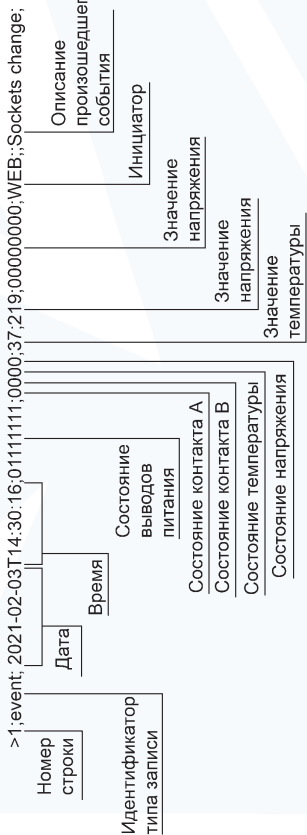 >1;event; 2021-02-03T14:30:16;01111111;0000;37;219;00000000;WEB;;Sockets change;
Номер
строки
Идентификатор
типа записи
Дата
Время
Состояние
выводов
питания
Состояние контакта А
Состояние контакта В
Состояние температуры
Состояние напряжения
Значение
температуры
Значение
напряжения
Значение
напряжения
Инициатор
Описание
произошедшег
события